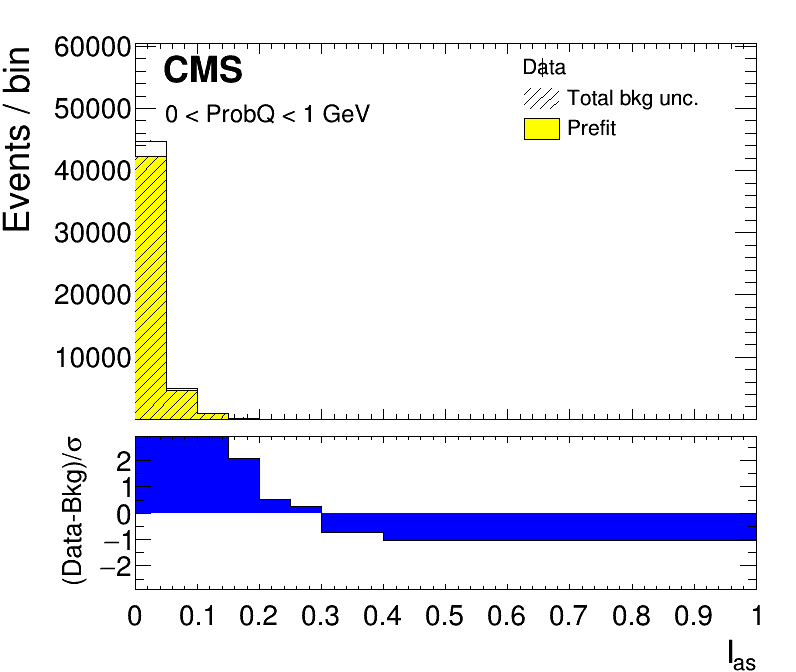 60000
50000
40000
30000
20000
10000
Events / bin
CMS
0 < ProbQ < 1 GeV
Data
Total bkg unc.
Prefit
2
1
0
−1
−2
(Data-Bkg)/σ
0 0.1 0.2 0.3 0.4 0.5 0.6 0.7 0.8 0.9 1
I_as